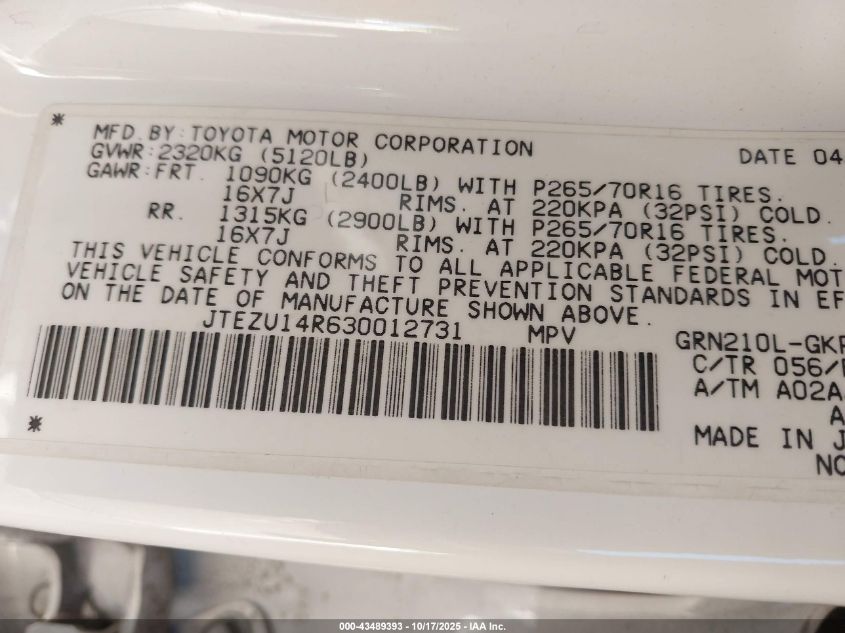 * MFD.BY:TOYOTA MOTOR CORPORATION DATE 04
GVWR:2320KG (5120LB)
GAWR:FRT. 1090KG (2400LB) WITH P265/70R16 TIRES.
16X7J RIMS. AT 220KPA (32PSI) COLD.
RR. 1315KG (2900LB) WITH P265/70R16 TIRES.
16X7J RIMS. AT 220KPA (32PSI) COLD.
THIS VEHICLE CONFORMS TO ALL APPLICABLE FEDERAL MOT
VEHICLE SAFETY AND THEFT PREVENTION STANDARDS IN EF
ON THE DATE OF MANUFACTURE SHOWN ABOVE.
JTEZU14R630012731 MPV GRN210L-GKP
C/TR 056/
A/TM A02A
A
* MADE IN J
NO
000-43489393 - 10/17/2025 - IAA Inc.